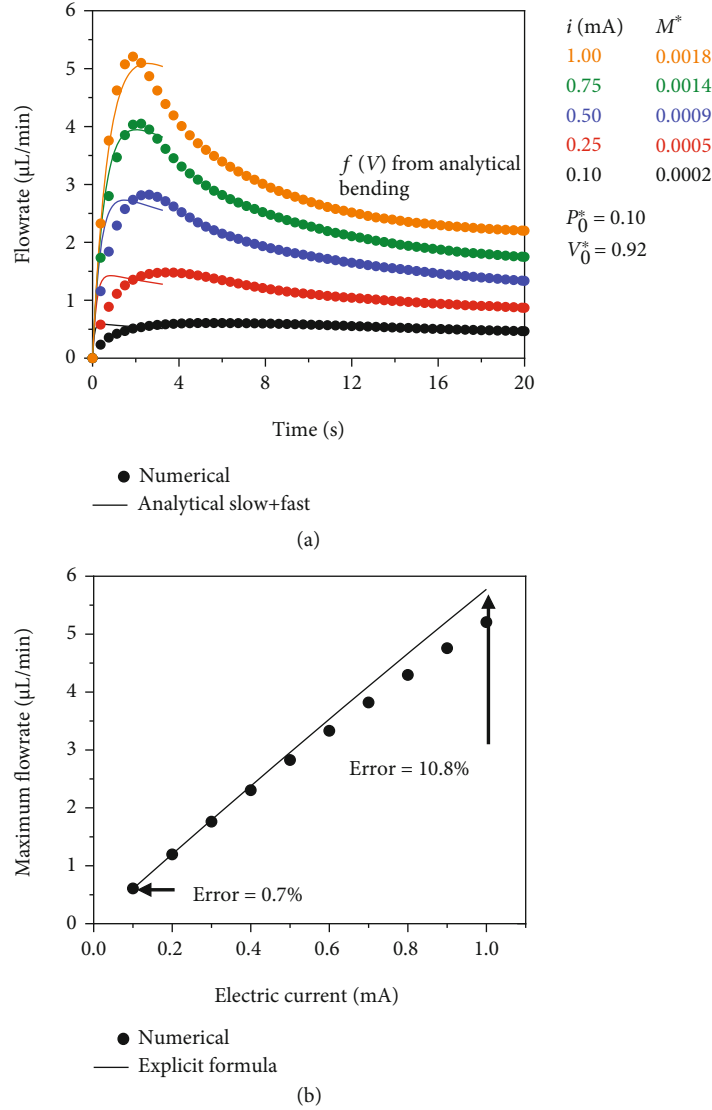 6
5
4
3
2
1
0
Flowrate (μL/min)
f (V) from analytical
bending
0 4 8 12 16 20
Time (s)
i (mA) M*
1.00 0.0018
0.75 0.0014
0.50 0.0009
0.25 0.0005
0.10 0.0002
P₀* = 0.10
V₀* = 0.92
Numerical
Analytical slow+fast
(a)
6
5
4
3
2
1
0
Maximum flowrate (μL/min)
Error = 10.8%
Error = 0.7%
0.0 0.2 0.4 0.6 0.8 1.0
Electric current (mA)
Numerical
Explicit formula
(b)